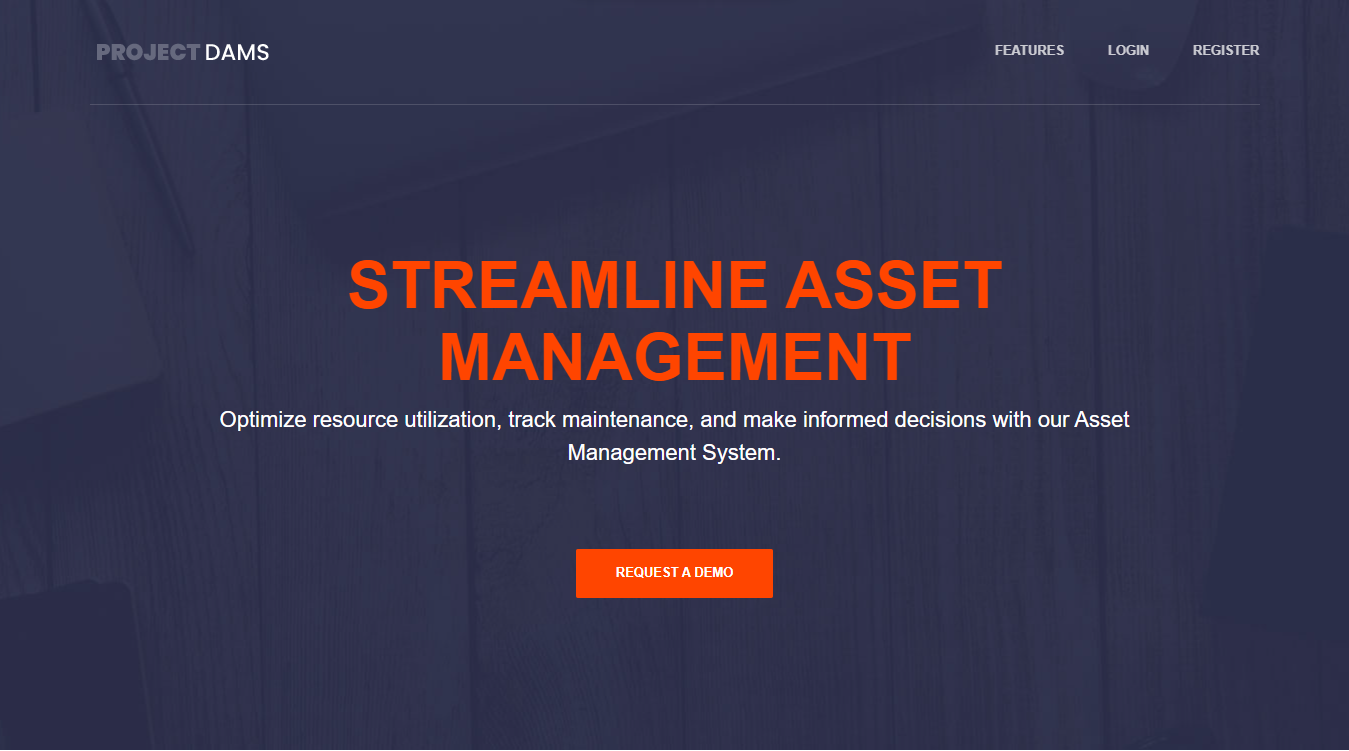 PROJECT DAMS
FEATURES LOGIN REGISTER
STREAMLINE ASSET
MANAGEMENT
Optimize resource utilization, track maintenance, and make informed decisions with our Asset
Management System.
REQUEST A DEMO